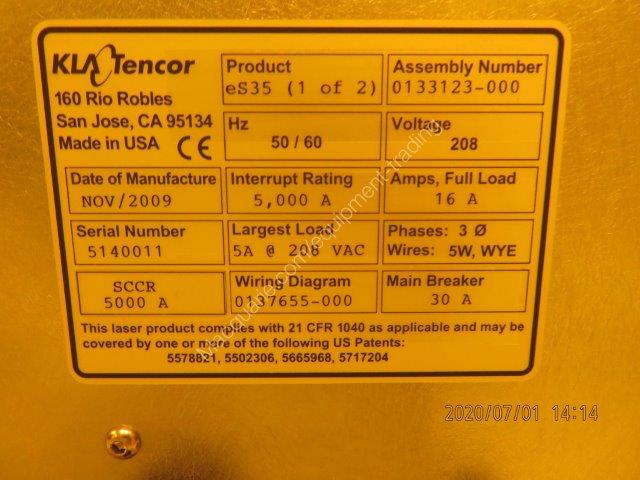 KLA Tencor
160 Rio Robles
San Jose, CA 95134
Made in USA CE
Product
eS35 (1 of 2)
Assembly Number
0133123-000
Hz
50/60
Voltage
208
Date of Manufacture
NOV/2009
Interrupt Rating
5,000 A
Amps, Full Load
16 A
Serial Number
5140011
Largest Load
5A @ 208 VAC
Phases: 3 Ø
Wires: 5W, WYE
SCCR
5000 A
Wiring Diagram
0137655-000
Main Breaker
30 A
This laser product complies with 21 CFR 1040 as applicable and may be
covered by one or more of the following US Patents:
5578821, 5502306, 5665968, 5717204
2020/07/01 14:14